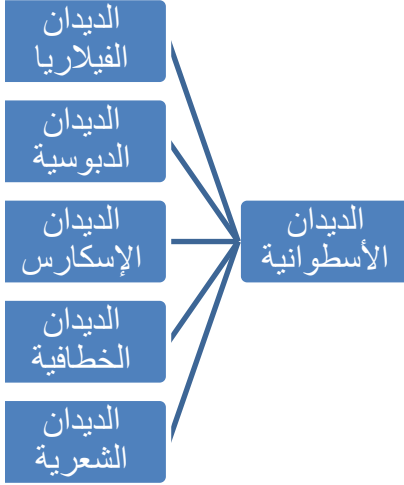 الديدان
الأسطوانية
الديدان
الفيلاريا
الديدان
الدبوسية
الديدان
الإسكارس
الديدان
الخطافية
الديدان
الشعرية